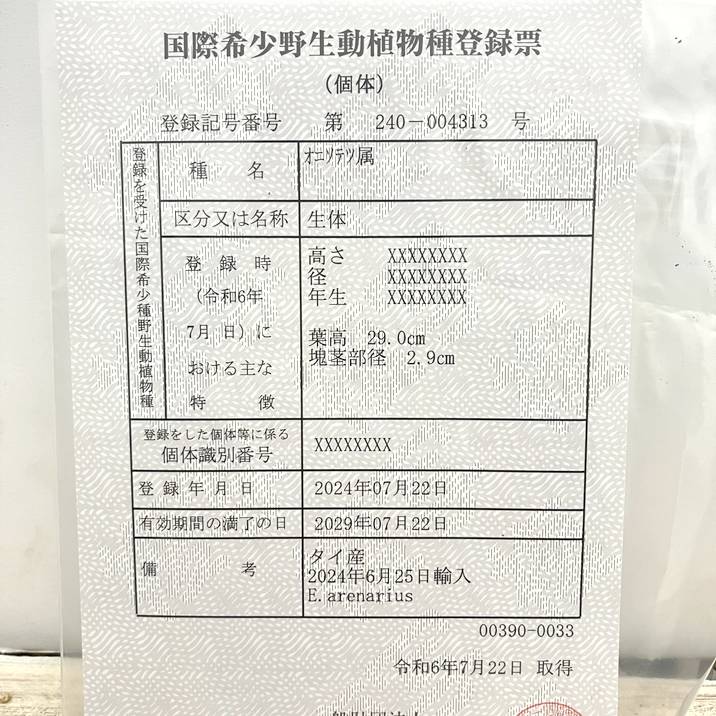 国際希少野生動植物種登録票
(個体)
登録記号番号 第 240-004313 号
登録を受けた国際希少種野生動植物種
種 名 ｵﾆｿﾃﾂ属
区分又は名称 生体
登録時
(令和6年
7月 日)に
おける主な
特 徴
高さ XXXXXXXX
径 XXXXXXXX
年生 XXXXXXXX
葉高 29.0cm
塊茎部径 2.9cm
登録をした個体等に係る
個体識別番号
XXXXXXXX
登録年月日 2024年07月22日
有効期間の満了の日 2029年07月22日
備 考
タイ産
2024年6月25日輸入
E. arenarius
00390-0033
令和6年7月22日 取得